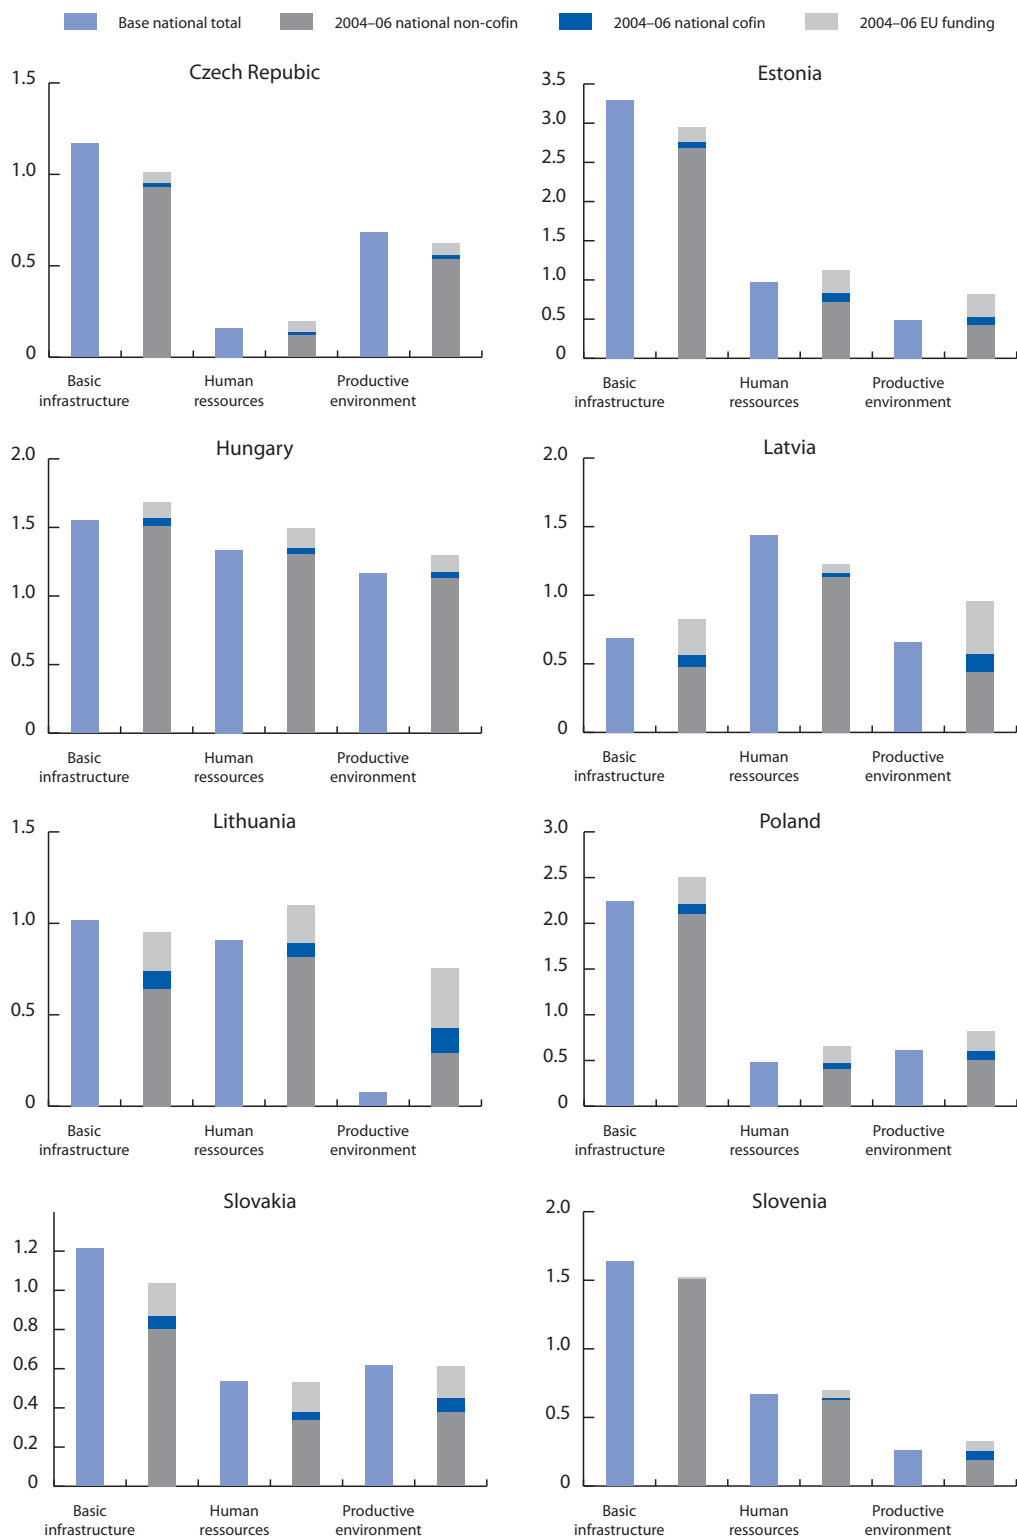 Base national total
2004–06 national non-cofin
2004–06 national cofin
2004–06 EU funding
Czech Repubic
1.5
1.0
0.5
0
Basic
infrastructure
Human
ressources
Productive
environment
Estonia
3.5
3.0
2.5
2.0
1.5
1.0
0.5
0
Basic
infrastructure
Human
ressources
Productive
environment
Hungary
2.0
1.5
1.0
0.5
0
Basic
infrastructure
Human
ressources
Productive
environment
Latvia
2.0
1.5
1.0
0.5
0
Basic
infrastructure
Human
ressources
Productive
environment
Lithuania
1.5
1.0
0.5
0
Basic
infrastructure
Human
ressources
Productive
environment
Poland
3.0
2.5
2.0
1.5
1.0
0.5
0
Basic
infrastructure
Human
ressources
Productive
environment
Slovakia
1.2
1.0
0.8
0.6
0.4
0.2
0
Basic
infrastructure
Human
ressources
Productive
environment
Slovenia
2.0
1.5
1.0
0.5
0
Basic
infrastructure
Human
ressources
Productive
environment